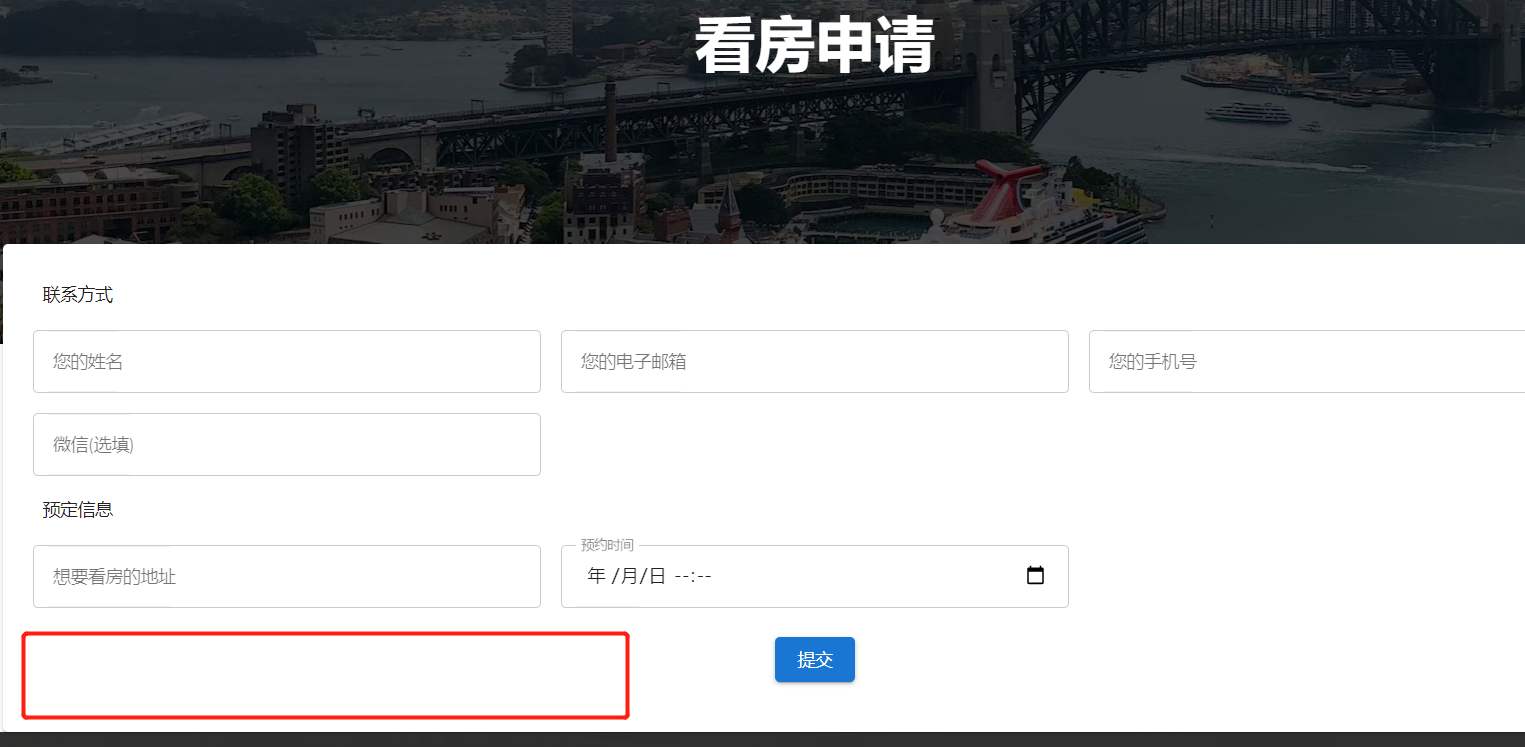 看房申请
联系方式
您的姓名
您的电子邮箱
您的手机号
微信(选填)
预定信息
想要看房的地址
预约时间
年 /月/日 --:--
提交